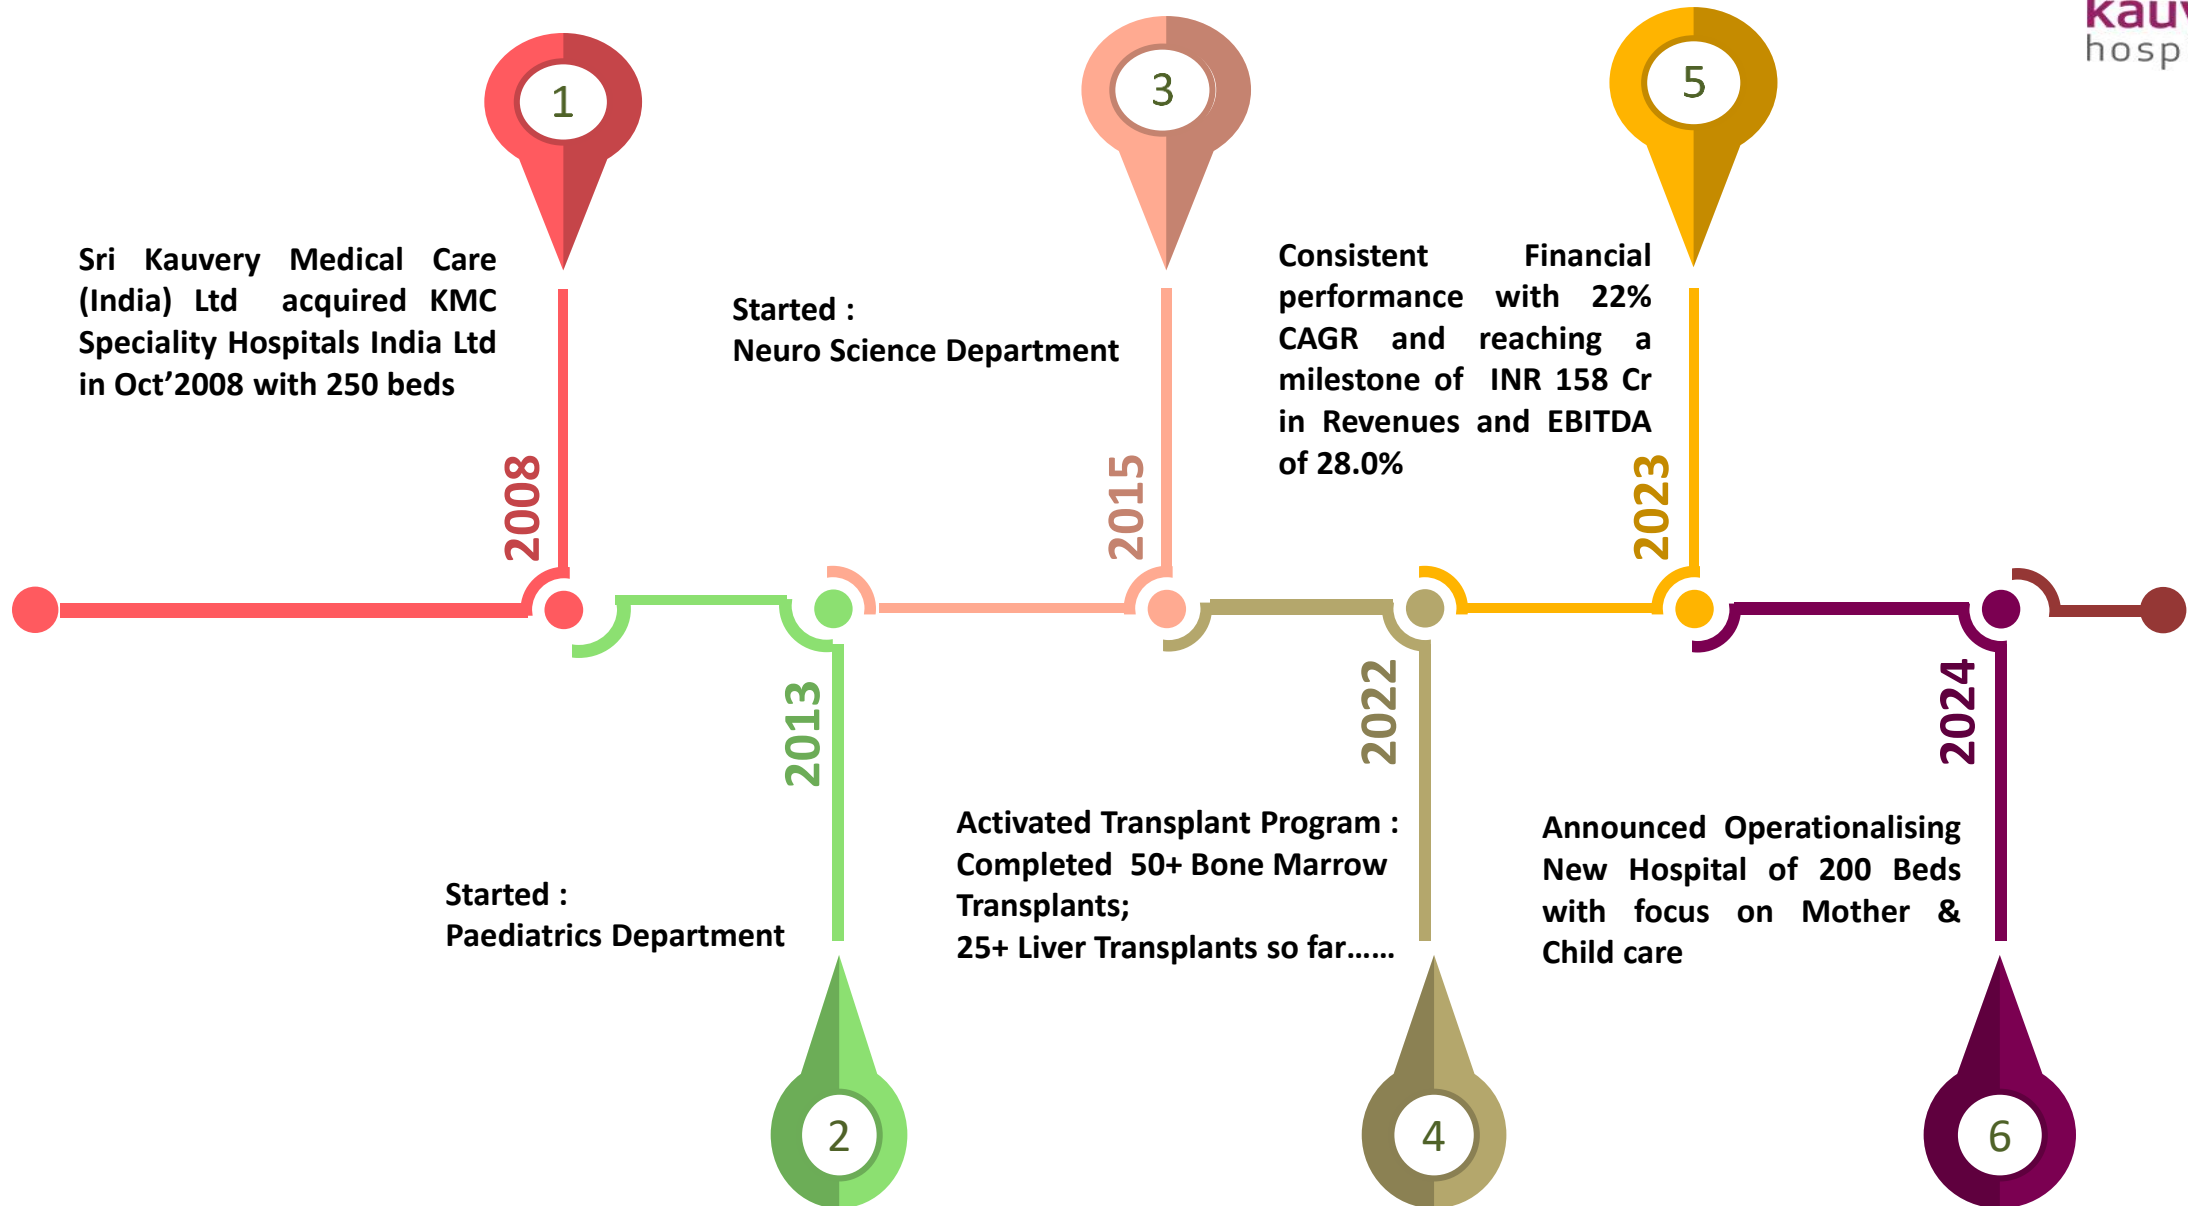 kauv
hosp
1
3
5
Sri Kauvery Medical Care
(India) Ltd acquired KMC
Speciality Hospitals India Ltd
in Oct’2008 with 250 beds
2008
Started :
Neuro Science Department
2015
Consistent Financial
performance with 22%
CAGR and reaching a
milestone of INR 158 Cr
in Revenues and EBITDA
of 28.0%
2023
2013
Started :
Paediatrics Department
2022
Activated Transplant Program :
Completed 50+ Bone Marrow
Transplants;
25+ Liver Transplants so far……
2024
Announced Operationalising
New Hospital of 200 Beds
with focus on Mother &
Child care
2
4
6